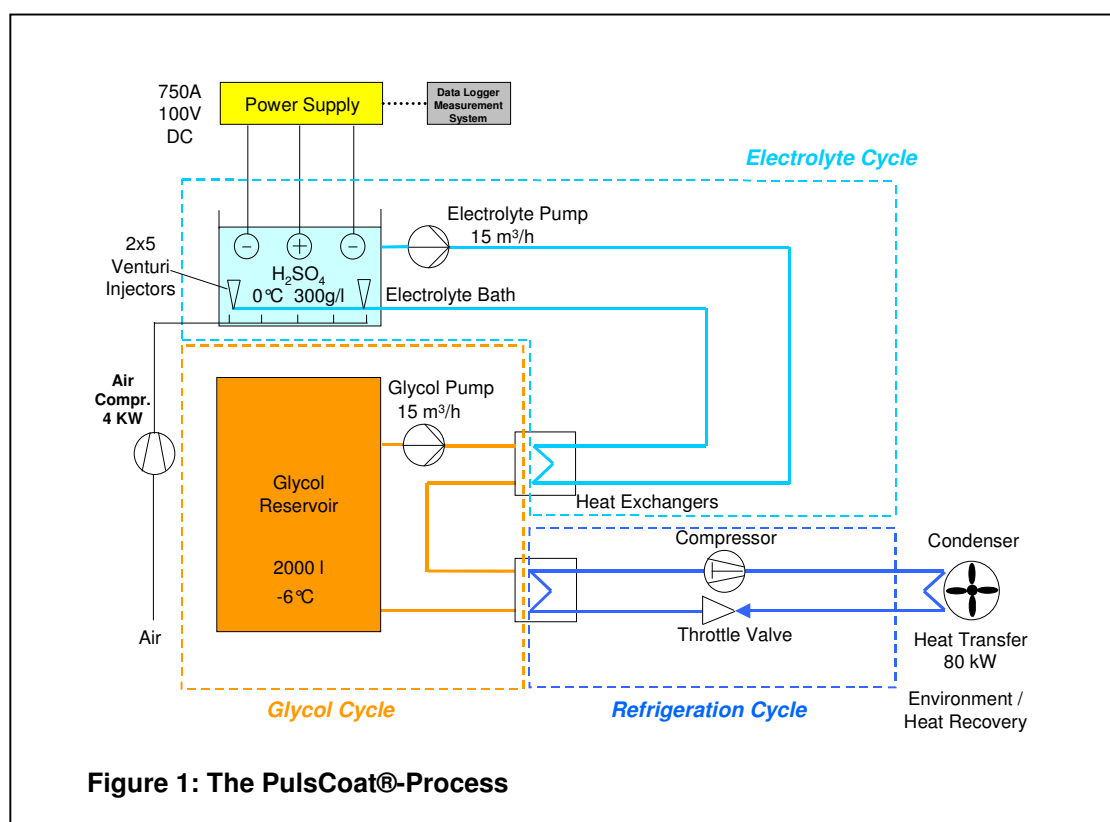 750A
100V
DC
Power Supply
Data Logger
Measurement
System
Electrolyte Cycle
2x5
Venturi
Injectors
−
+
−
H₂SO₄
0°C 300g/l
Electrolyte Pump
15 m³/h
Electrolyte Bath
Air
Compr.
4 KW
Air
Glycol Pump
15 m³/h
Glycol
Reservoir
2000 l
-6°C
Heat Exchangers
Compressor
Throttle Valve
Condenser
Heat Transfer
80 kW
Environment /
Heat Recovery
Glycol Cycle
Refrigeration Cycle
Figure 1: The PulsCoat®-Process